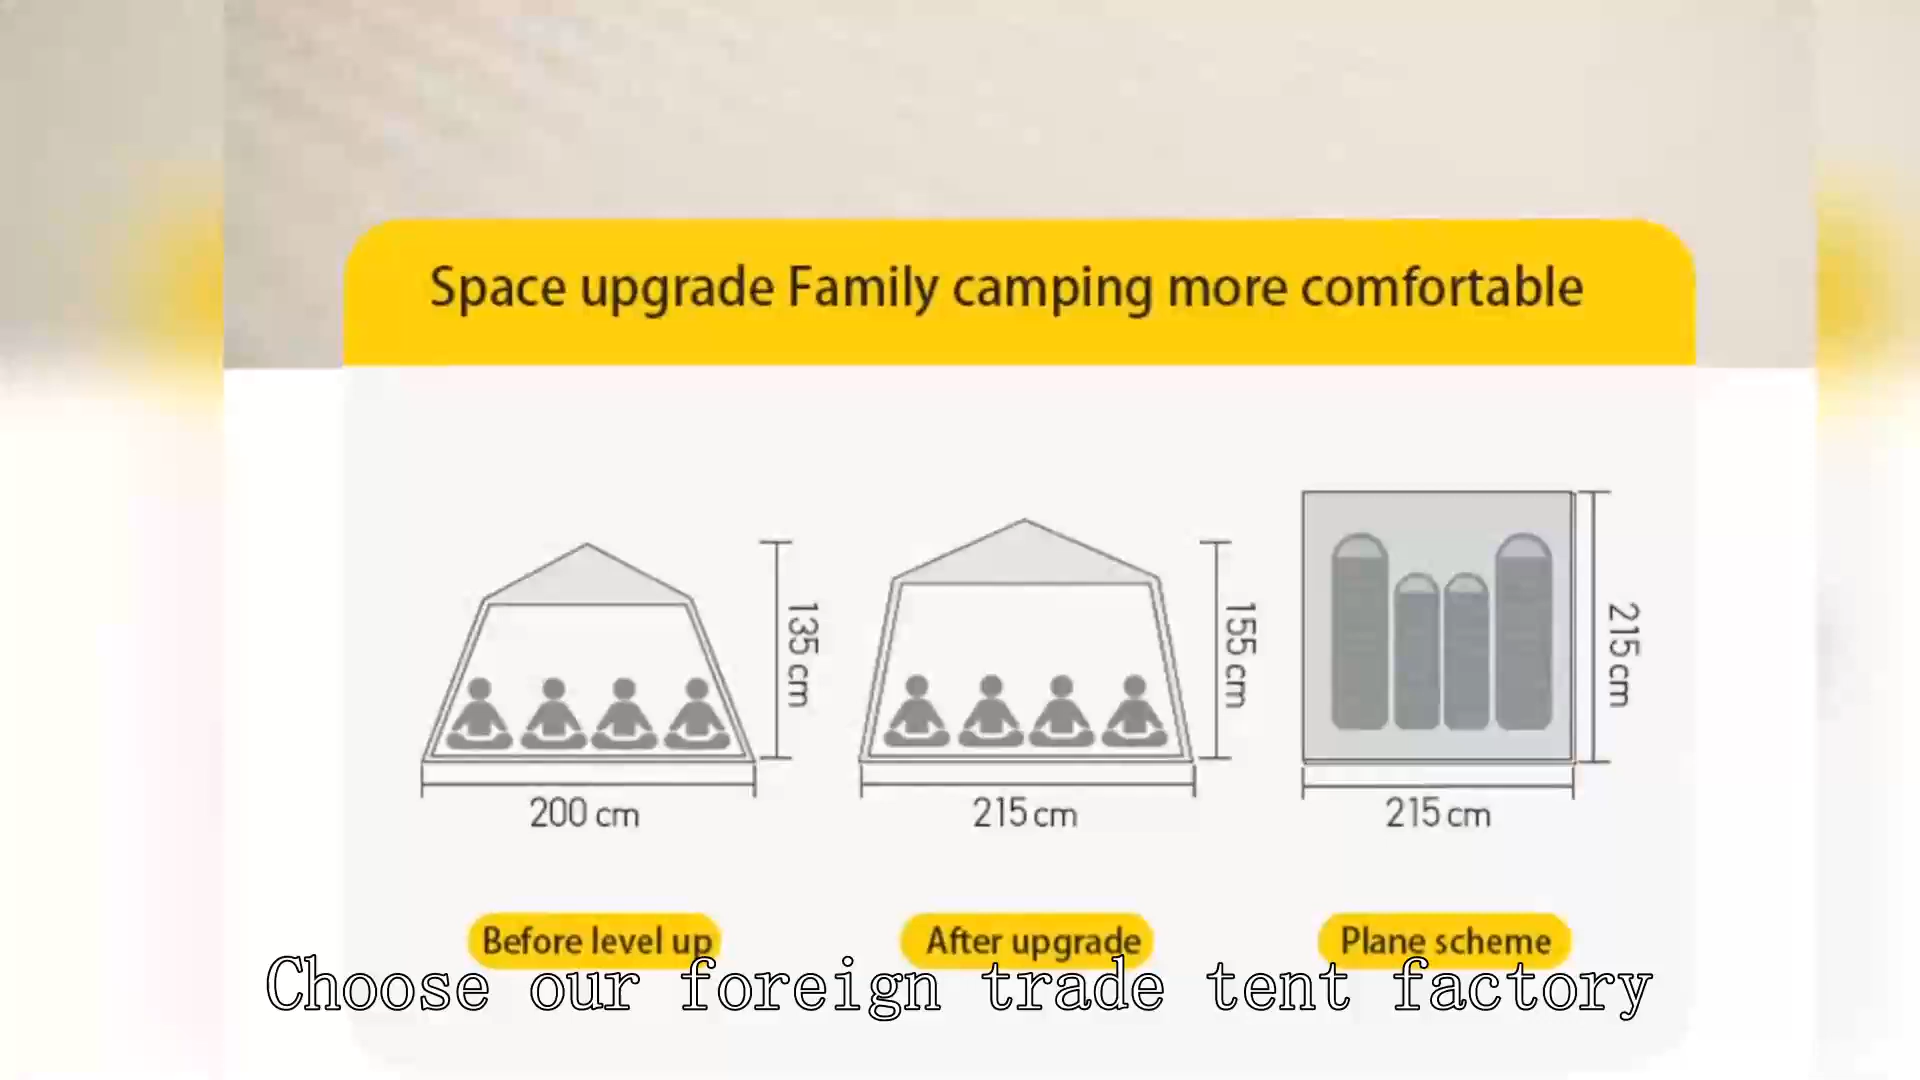 Space upgrade Family camping more comfortable
135 cm
155 cm
215 cm
200 cm
215 cm
215 cm
Before level up
After upgrade
Plane scheme
Choose our foreign trade tent factory